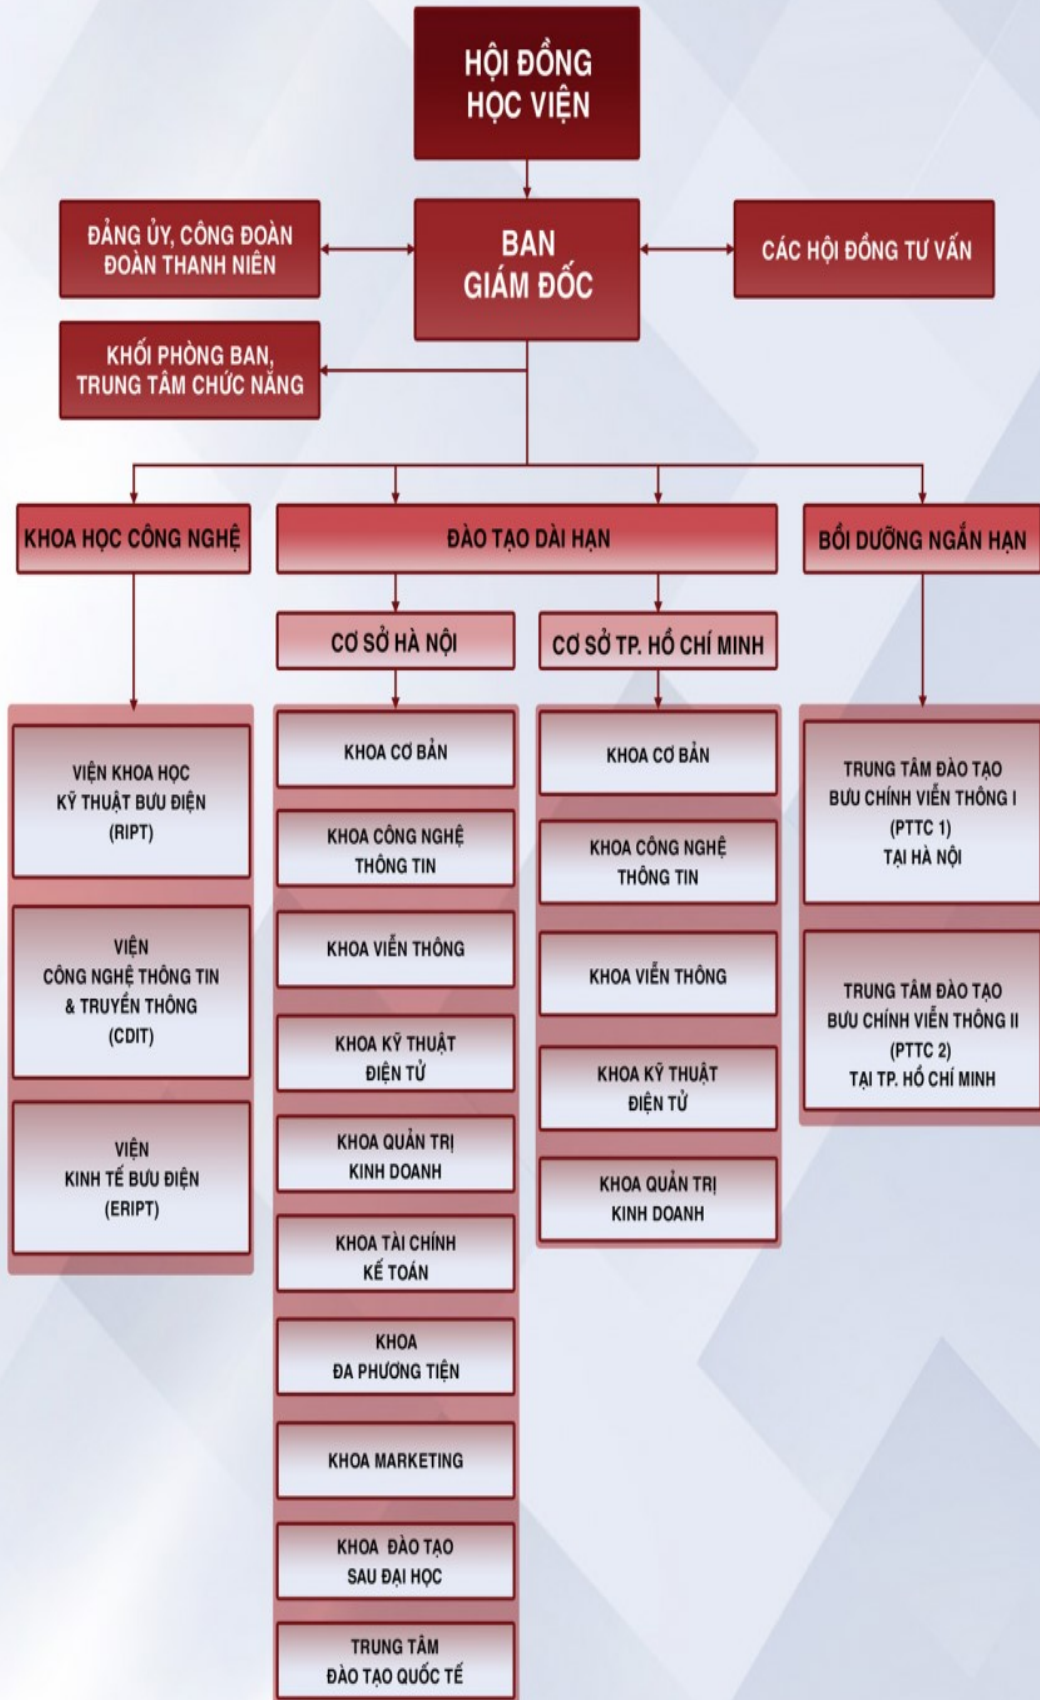 HỘI ĐỒNG
HỌC VIỆN
ĐẢNG ỦY, CÔNG ĐOÀN
ĐOÀN THANH NIÊN
BAN
GIÁM ĐỐC
CÁC HỘI ĐỒNG TƯ VẤN
KHỐI PHÒNG BAN,
TRUNG TÂM CHỨC NĂNG
KHOA HỌC CÔNG NGHỆ
ĐÀO TẠO DÀI HẠN
BỒI DƯỠNG NGẮN HẠN
CƠ SỞ HÀ NỘI
CƠ SỞ TP. HỒ CHÍ MINH
VIỆN KHOA HỌC
KỸ THUẬT BƯU ĐIỆN
(RIPT)
VIỆN
CÔNG NGHỆ THÔNG TIN
& TRUYỀN THÔNG
(CDIT)
VIỆN
KINH TẾ BƯU ĐIỆN
(ERIPT)
KHOA CƠ BẢN
KHOA CÔNG NGHỆ
THÔNG TIN
KHOA VIỄN THÔNG
KHOA KỸ THUẬT
ĐIỆN TỬ
KHOA QUẢN TRỊ
KINH DOANH
KHOA TÀI CHÍNH
KẾ TOÁN
KHOA
ĐA PHƯƠNG TIỆN
KHOA MARKETING
KHOA ĐÀO TẠO
SAU ĐẠI HỌC
TRUNG TÂM
ĐÀO TẠO QUỐC TẾ
KHOA CƠ BẢN
KHOA CÔNG NGHỆ
THÔNG TIN
KHOA VIỄN THÔNG
KHOA KỸ THUẬT
ĐIỆN TỬ
KHOA QUẢN TRỊ
KINH DOANH
TRUNG TÂM ĐÀO TẠO
BƯU CHÍNH VIỄN THÔNG I
(PTTC 1)
TẠI HÀ NỘI
TRUNG TÂM ĐÀO TẠO
BƯU CHÍNH VIỄN THÔNG II
(PTTC 2)
TẠI TP. HỒ CHÍ MINH